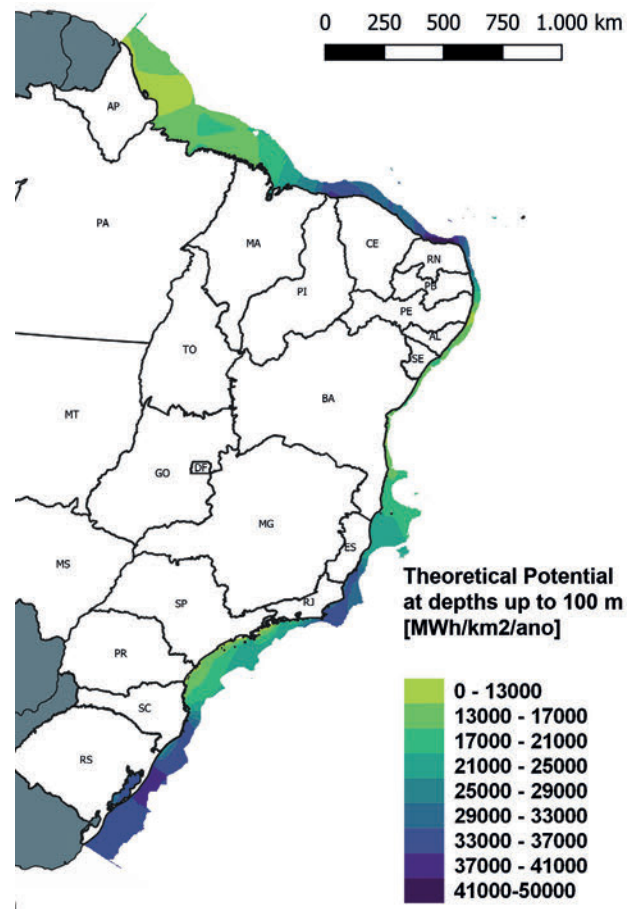 0 250 500 750 1.000 km
AP
PA
MA
CE
RN
PB
PI
PE
AL
SE
TO
BA
MT
GO
DF
MG
ES
MS
SP
RJ
PR
SC
RS
Theoretical Potential
at depths up to 100 m
[MWh/km2/ano]
0 - 13000
13000 - 17000
17000 - 21000
21000 - 25000
25000 - 29000
29000 - 33000
33000 - 37000
37000 - 41000
41000-50000